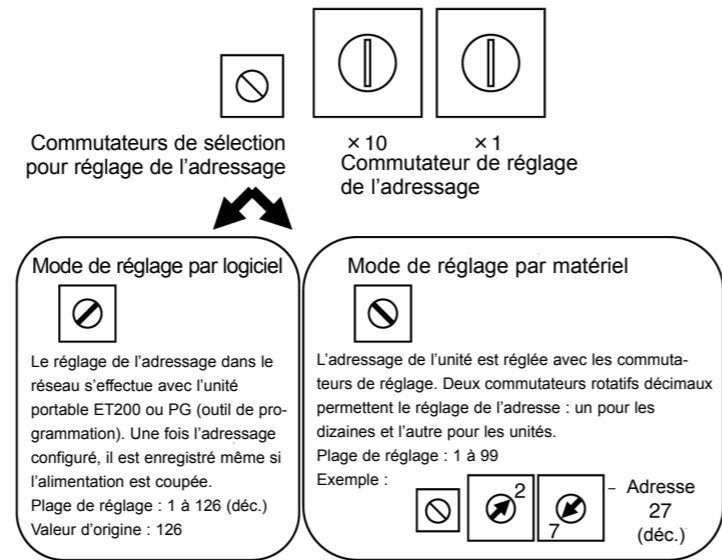 Commutateurs de sélection
pour réglage de l'adressage
× 10
× 1
Commutateur de réglage
de l'adressage
Mode de réglage par logiciel
Le réglage de l'adressage dans le
réseau s'effectue avec l'unité
portable ET200 ou PG (outil de pro-
grammation). Une fois l'adressage
configuré, il est enregistré même si
l'alimentation est coupée.
Plage de réglage : 1 à 126 (déc.)
Valeur d'origine : 126
Mode de réglage par matériel
L'adressage de l'unité est réglée avec les commuta-
teurs de réglage. Deux commutateurs rotatifs décimaux
permettent le réglage de l'adresse : un pour les
dizaines et l'autre pour les unités.
Plage de réglage : 1 à 99
Exemple :
2
7
Adresse
27
(déc.)